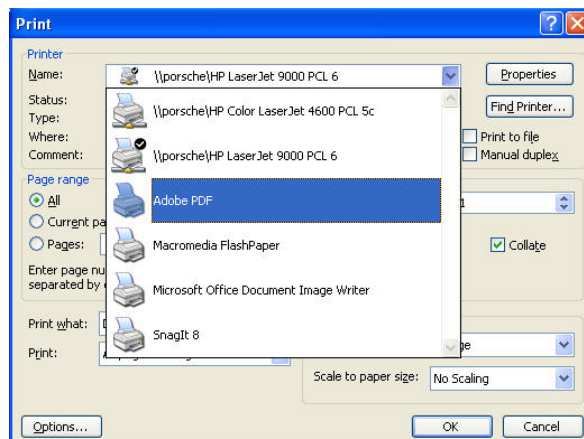 Print
Printer
Name: \\porsche\HP LaserJet 9000 PCL 6 Properties
Status: \\porsche\HP Color LaserJet 4600 PCL 5c Find Printer...
Type:
Where: \\porsche\HP LaserJet 9000 PCL 6 Print to file
Comment: Manual duplex
Page range
All Adobe PDF 1
Current pa
Pages: Macromedia FlashPaper Collate
Enter page nu
separated by Microsoft Office Document Image Writer
Print what: SnagIt 8
Print:
Scale to paper size: No Scaling
Options... OK Cancel